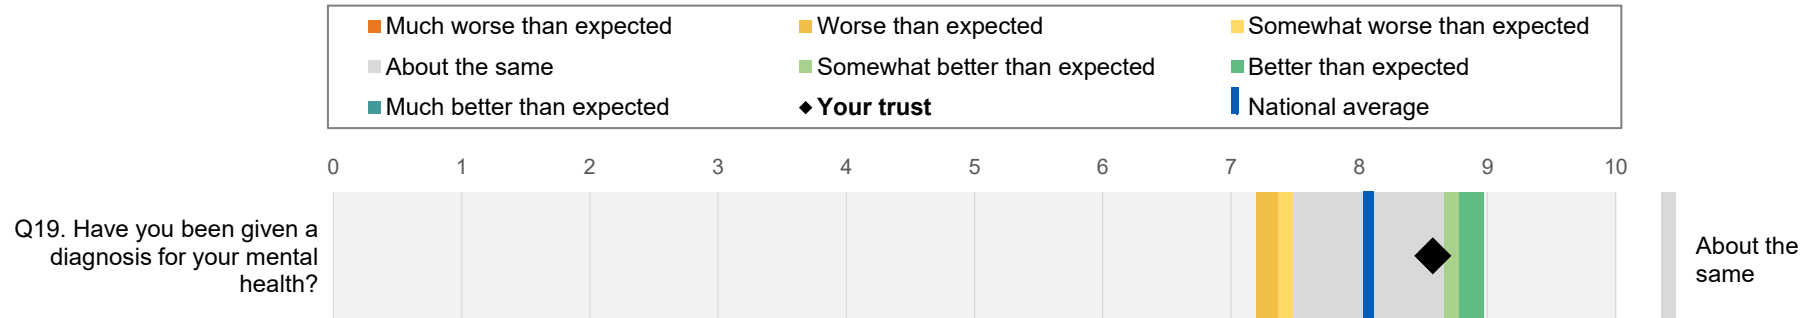 Much worse than expected
Worse than expected
Somewhat worse than expected
About the same
Somewhat better than expected
Better than expected
Much better than expected
Your trust
National average
0 1 2 3 4 5 6 7 8 9 10
Q19. Have you been given a
diagnosis for your mental
health?
About the
same